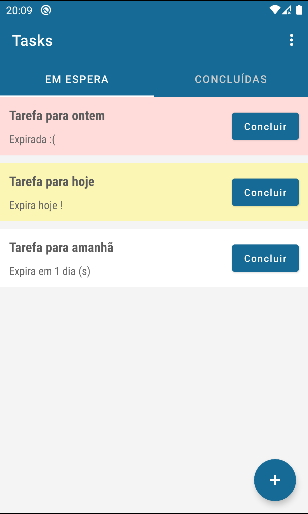 20:09
Tasks
EM ESPERA
CONCLUÍDAS
Tarefa para ontem
Expirada :(
Concluir
Tarefa para hoje
Expira hoje !
Concluir
Tarefa para amanhã
Expira em 1 dia (s)
Concluir
+